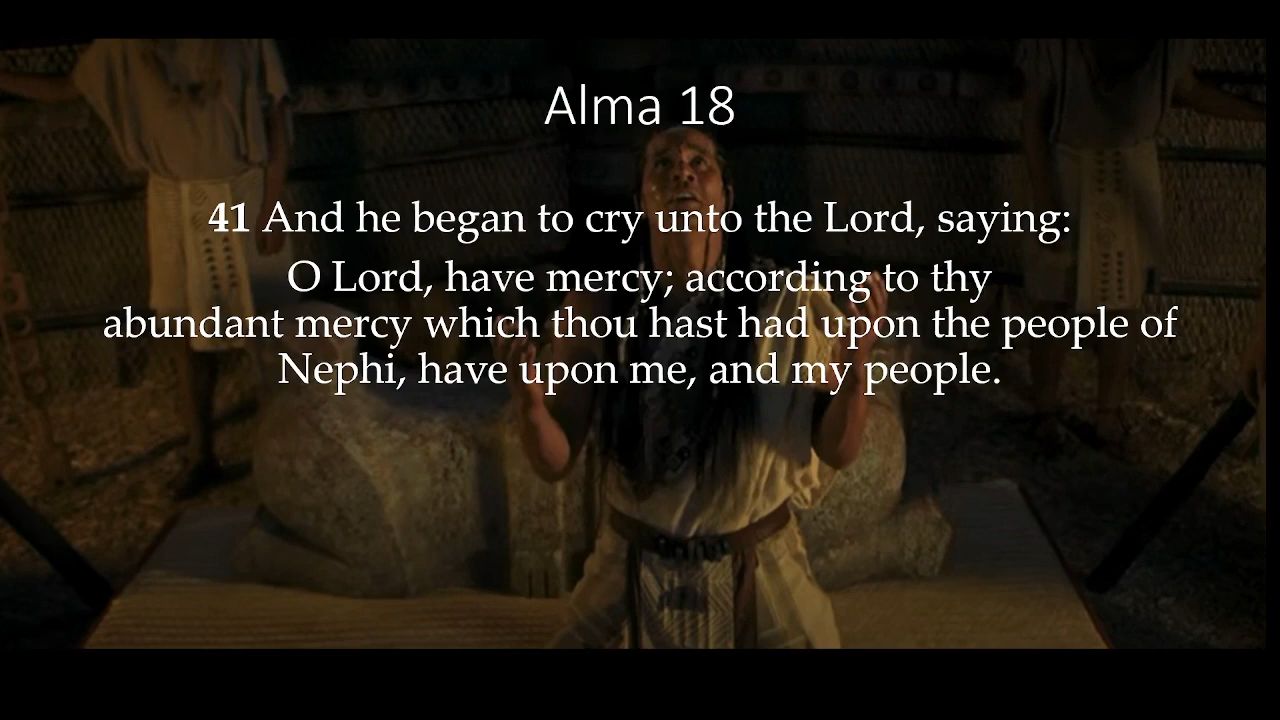 Alma 18
41 And he began to cry unto the Lord, saying:
O Lord, have mercy; according to thy
abundant mercy which thou hast had upon the people of
Nephi, have upon me, and my people.